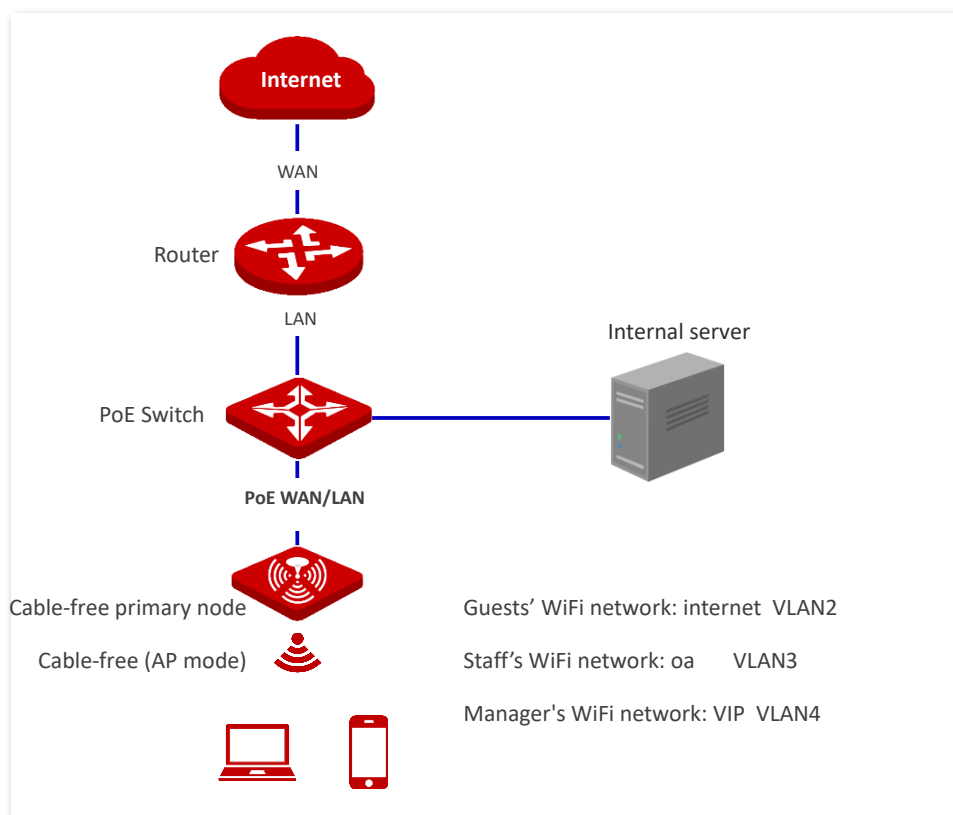 Internet
WAN
Router
LAN
Internal server
PoE Switch
PoE WAN/LAN
Cable-free primary node
Guests’ WiFi network: internet VLAN2
Cable-free (AP mode)
Staff’s WiFi network: oa VLAN3
Manager's WiFi network: VIP VLAN4